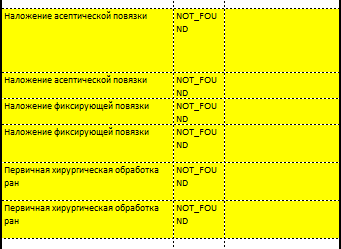 Наложение асептической повязки NOT_FOU
ND
Наложение асептической повязки NOT_FOU
ND
Наложение фиксирующей повязки NOT_FOU
ND
Наложение фиксирующей повязки NOT_FOU
ND
Первичная хирургическая обработка NOT_FOU
ран ND
Первичная хирургическая обработка NOT_FOU
ран ND